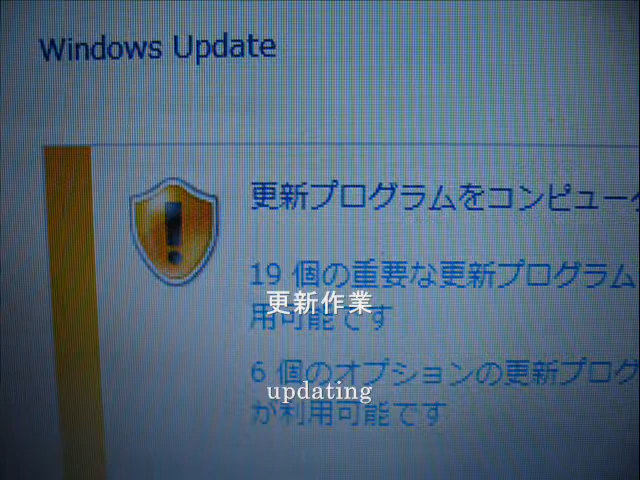 Windows Update
更新プログラムをコンピュー
19 個の重要な更新プログラム
更新作業
用可能です
6 個のオプションの更新プログ
updating
が利用可能です